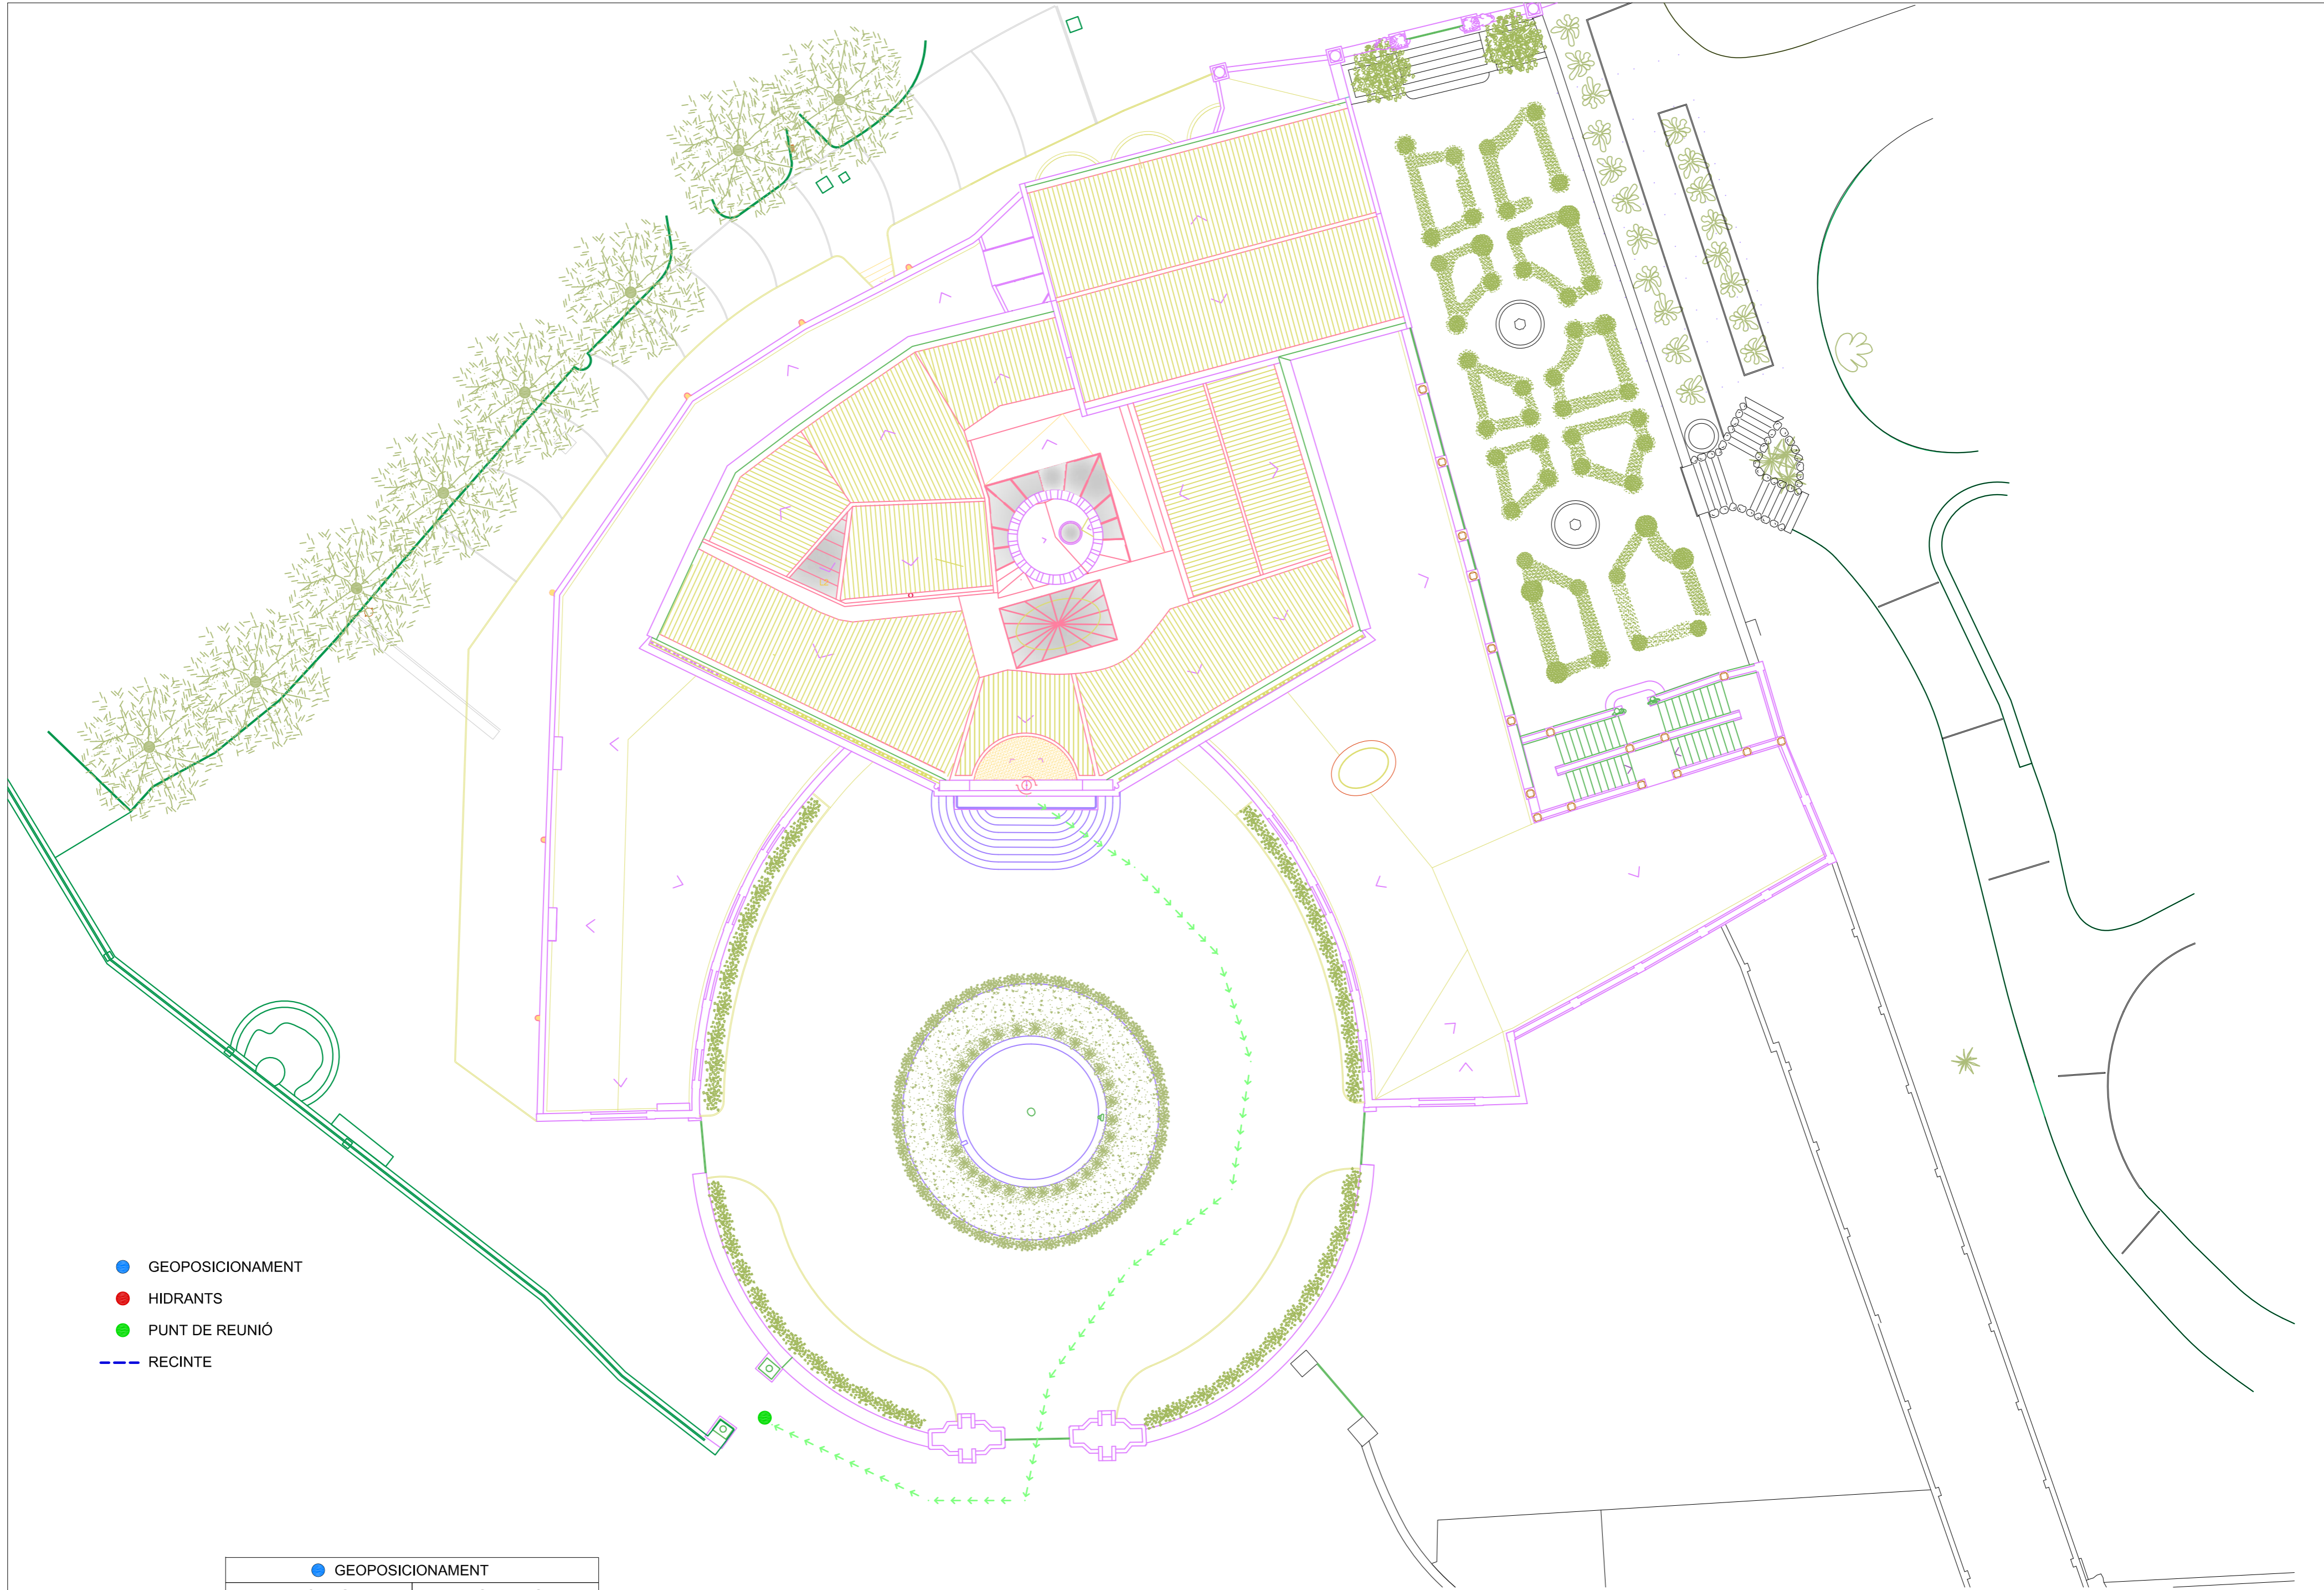 GEOPOSICIONAMENT
HIDRANTS
PUNT DE REUNIÓ
RECINTE
GEOPOSICIONAMENT